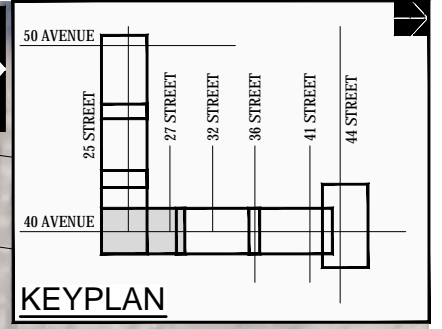 50 AVENUE
25 STREET
27 STREET
32 STREET
36 STREET
41 STREET
44 STREET
40 AVENUE
KEYPLAN